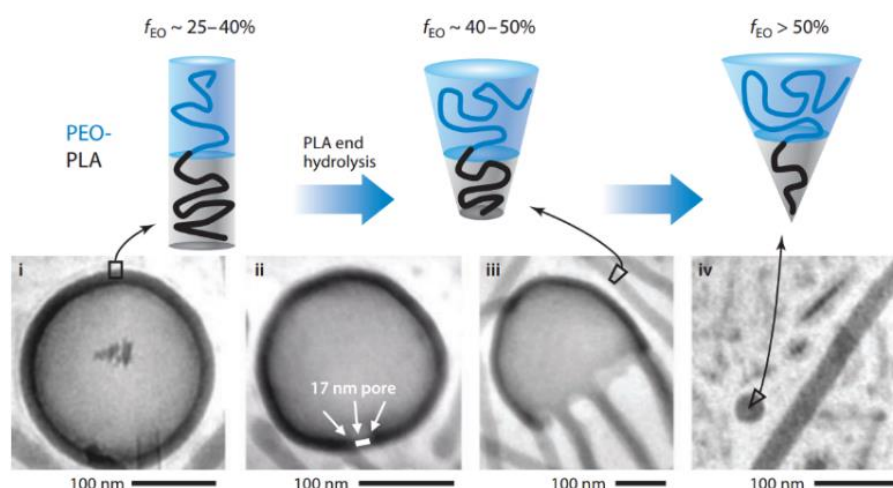 f_EO ~ 25–40%
f_EO ~ 40–50%
f_EO > 50%
PEO-
PLA
PLA end
hydrolysis
i
ii
iii
iv
17 nm pore
100 nm
100 nm
100 nm
100 nm